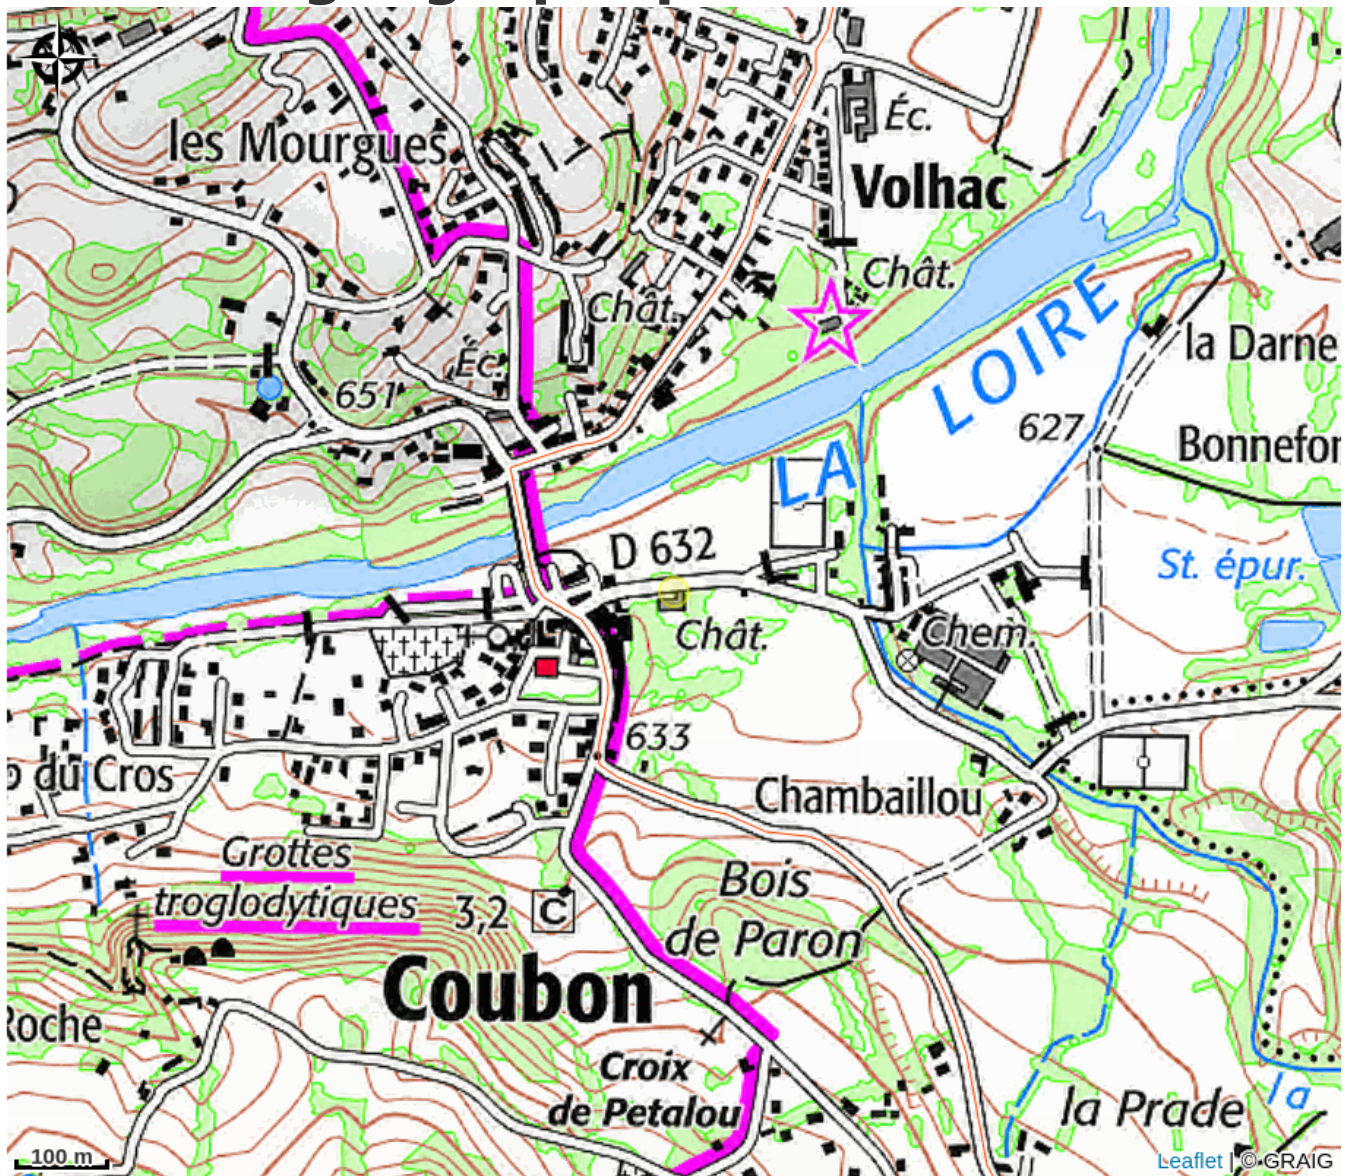 les Mourgues
Éc.
Volhac
Chât.
Chât.
LA LOIRE
la Darne
Éc.
651
627
Bonnefon
D 632
St. épur.
Chât.
Chem.
633
du Cros
Chambaillou
Grottes
troglodytiques
3,2
C
Bois
de Paron
Coubon
Roche
Croix
de Petalou
la Prade
la
100 m
Leaflet | © GRAIG